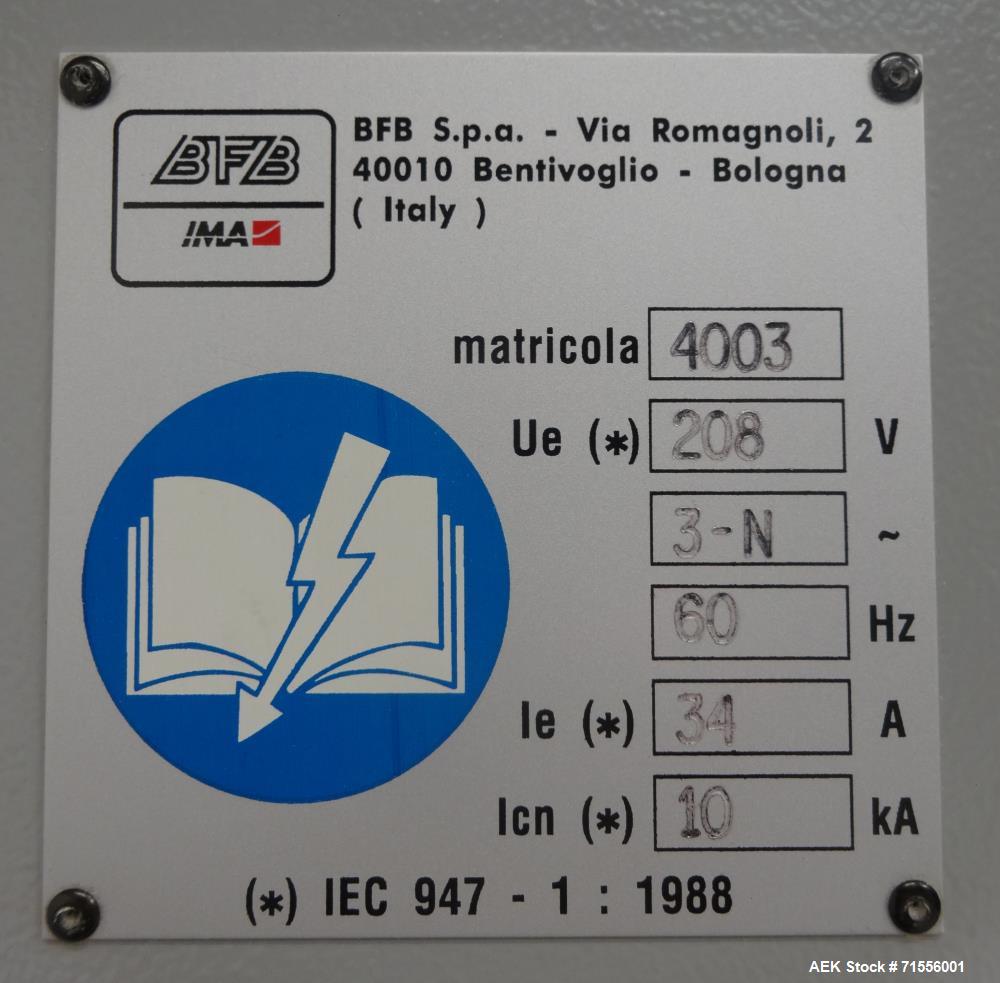 BFB
IMA
BFB S.p.a. - Via Romagnoli, 2
40010 Bentivoglio - Bologna
( Italy )
matricola 4003
Ue (*) 208 V
3-N ~
60 Hz
Ie (*) 34 A
Icn (*) 10 kA
(*) IEC 947 - 1 : 1988
AEK Stock # 71556001